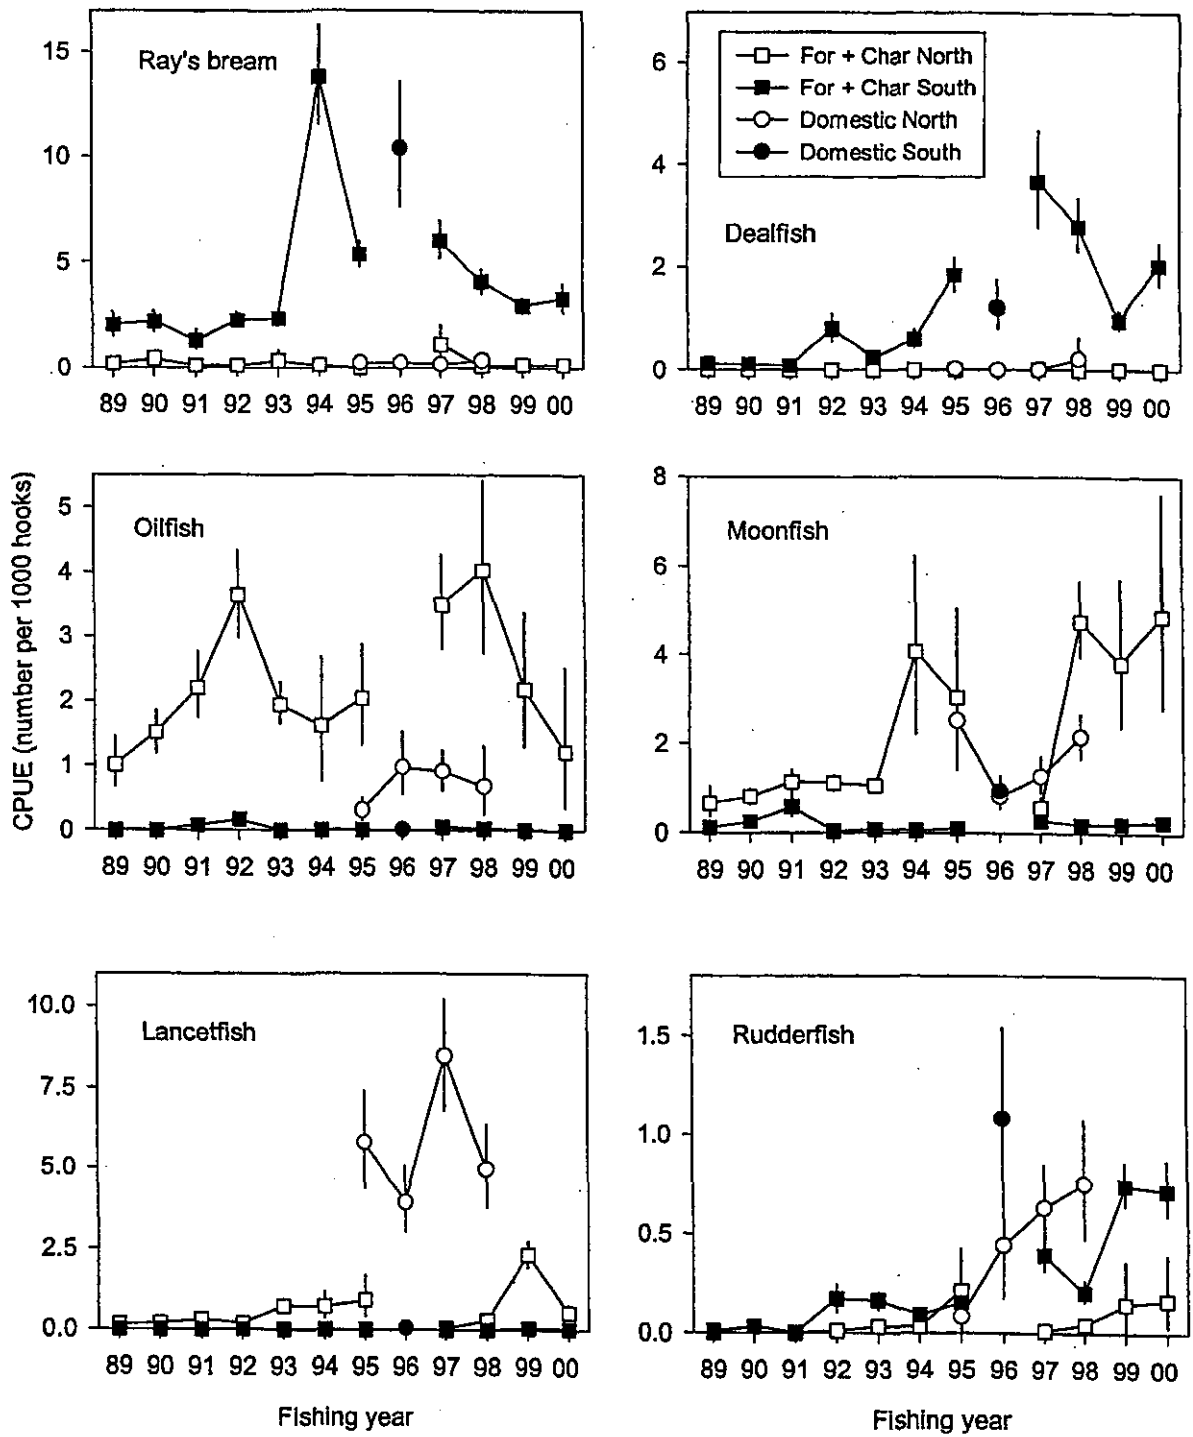 Ray's bream
15
10
5
0
89 90 91 92 93 94 95 96 97 98 99 00
For + Char North
For + Char South
Domestic North
Domestic South
Dealfish
6
4
2
0
89 90 91 92 93 94 95 96 97 98 99 00
CPUE (number per 1000 hooks)
Oilfish
5
4
3
2
1
0
89 90 91 92 93 94 95 96 97 98 99 00
Moonfish
8
6
4
2
0
89 90 91 92 93 94 95 96 97 98 99 00
Lancetfish
10.0
7.5
5.0
2.5
0.0
89 90 91 92 93 94 95 96 97 98 99 00
Fishing year
Rudderfish
1.5
1.0
0.5
0.0
89 90 91 92 93 94 95 96 97 98 99 00
Fishing year